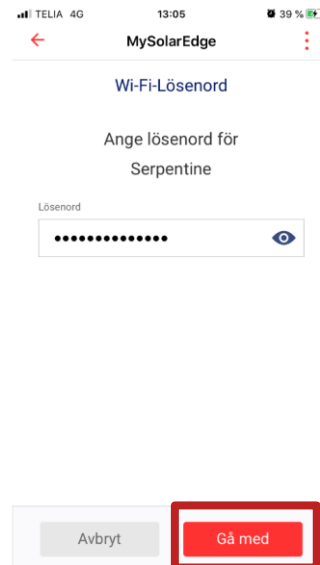 TELIA 4G 13:05 39 %
MySolarEdge
Wi-Fi-Lösenord
Ange lösenord för
Serpentine
Lösenord
••••••••••••••
Avbryt Gå med